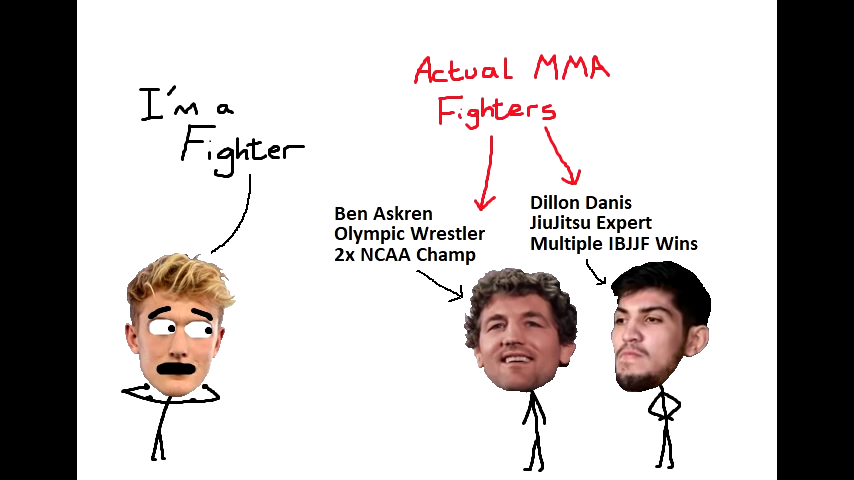 I'm a
Fighter
Actual MMA
Fighters
Ben Askren
Olympic Wrestler
2x NCAA Champ
Dillon Danis
JiuJitsu Expert
Multiple IBJJF Wins